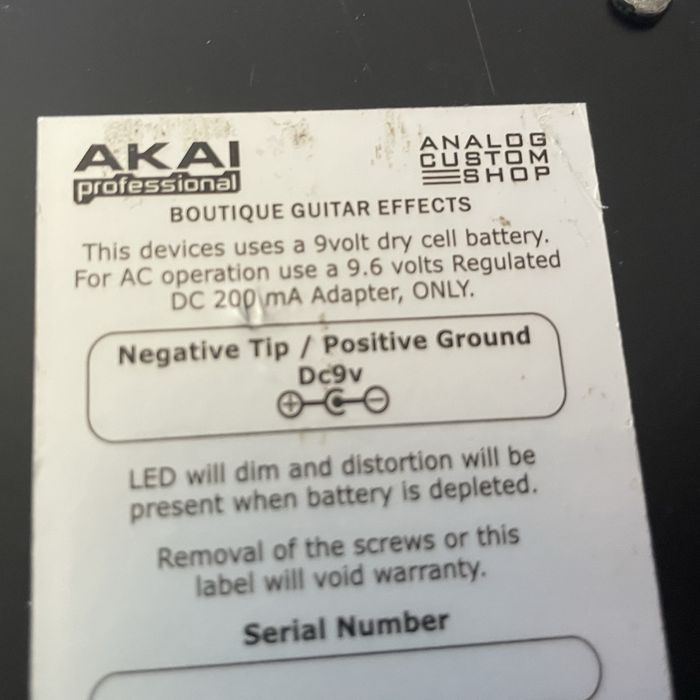 AKAI
professional
ANALOG
CUSTOM
SHOP
BOUTIQUE GUITAR EFFECTS
This devices uses a 9volt dry cell battery.
For AC operation use a 9.6 volts Regulated
DC 200 mA Adapter, ONLY.
Negative Tip / Positive Ground
Dc9v
LED will dim and distortion will be
present when battery is depleted.
Removal of the screws or this
label will void warranty.
Serial Number